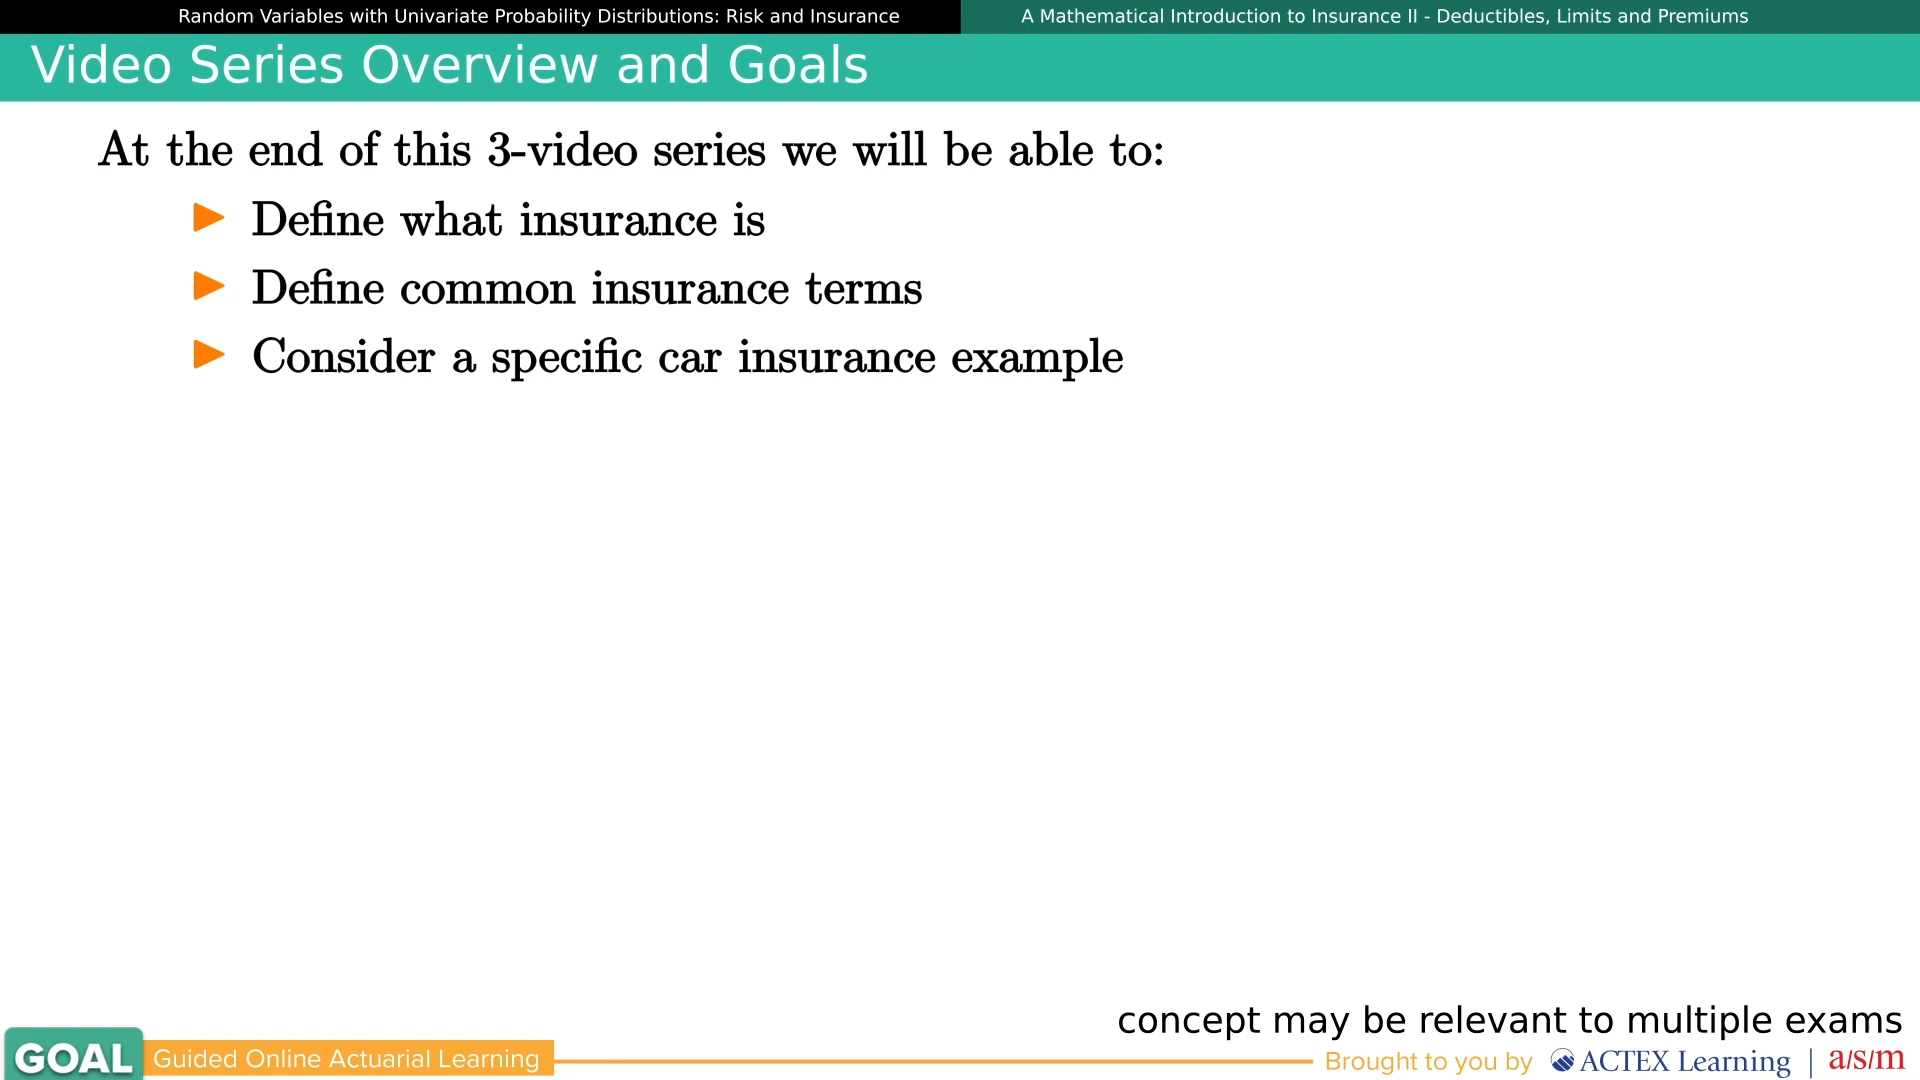 Random Variables with Univariate Probability Distributions: Risk and Insurance
A Mathematical Introduction to Insurance II - Deductibles, Limits and Premiums
Video Series Overview and Goals
At the end of this 3-video series we will be able to:
Define what insurance is
Define common insurance terms
Consider a specific car insurance example
concept may be relevant to multiple exams
GOAL Guided Online Actuarial Learning
Brought to you by ACTEX Learning | a/s/m